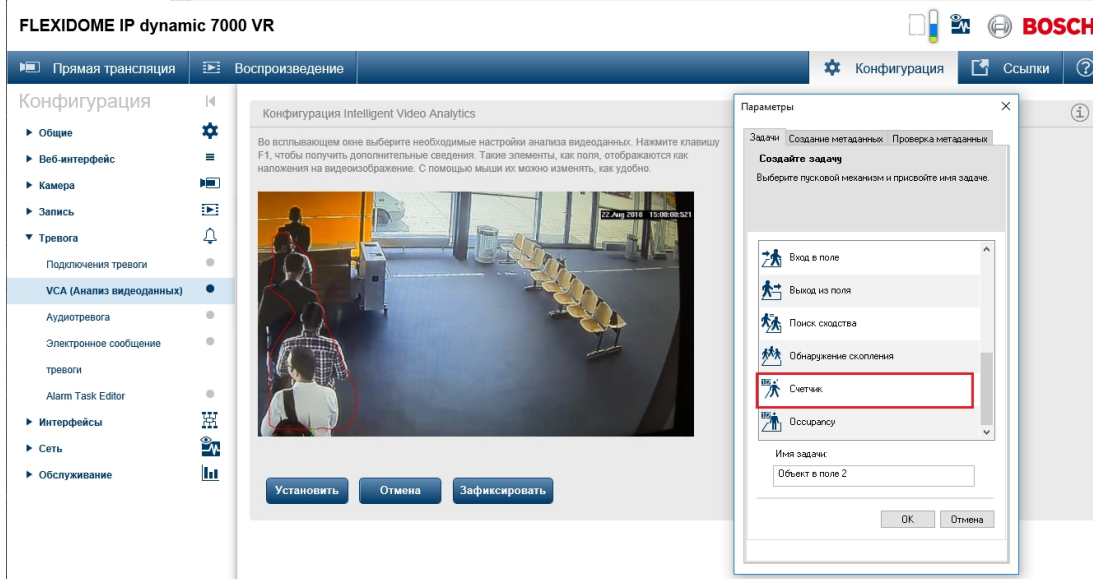 FLEXIDOME IP dynamic 7000 VR
BOSCH
Прямая трансляция
Воспроизведение
Конфигурация
Ссылки
Конфигурация
Общие
Веб-интерфейс
Камера
Запись
Тревога
Подключения тревоги
VCA (Анализ видеоданных)
Аудиотревога
Электронное сообщение
тревоги
Alarm Task Editor
Интерфейсы
Сеть
Обслуживание
Конфигурация Intelligent Video Analytics
Во всплывающем окне выберите необходимые настройки анализа видеоданных. Нажмите клавишу
F1, чтобы получить дополнительные сведения. Такие элементы, как поля, отображаются как
наложения на видеоизображение. С помощью мыши их можно изменять, как удобно.
22 Aug 2018 15:08:08:521
Установить
Отмена
Зафиксировать
Параметры
Задачи
Создание метаданных
Проверка метаданных
Создайте задачу
Выберите пусковой механизм и присвойте имя задаче.
Вход в поле
Выход из поля
Поиск сходства
Обнаружение скопления
Счетчик
Occupancy
Имя задачи:
Объект в поле 2
OK
Отмена